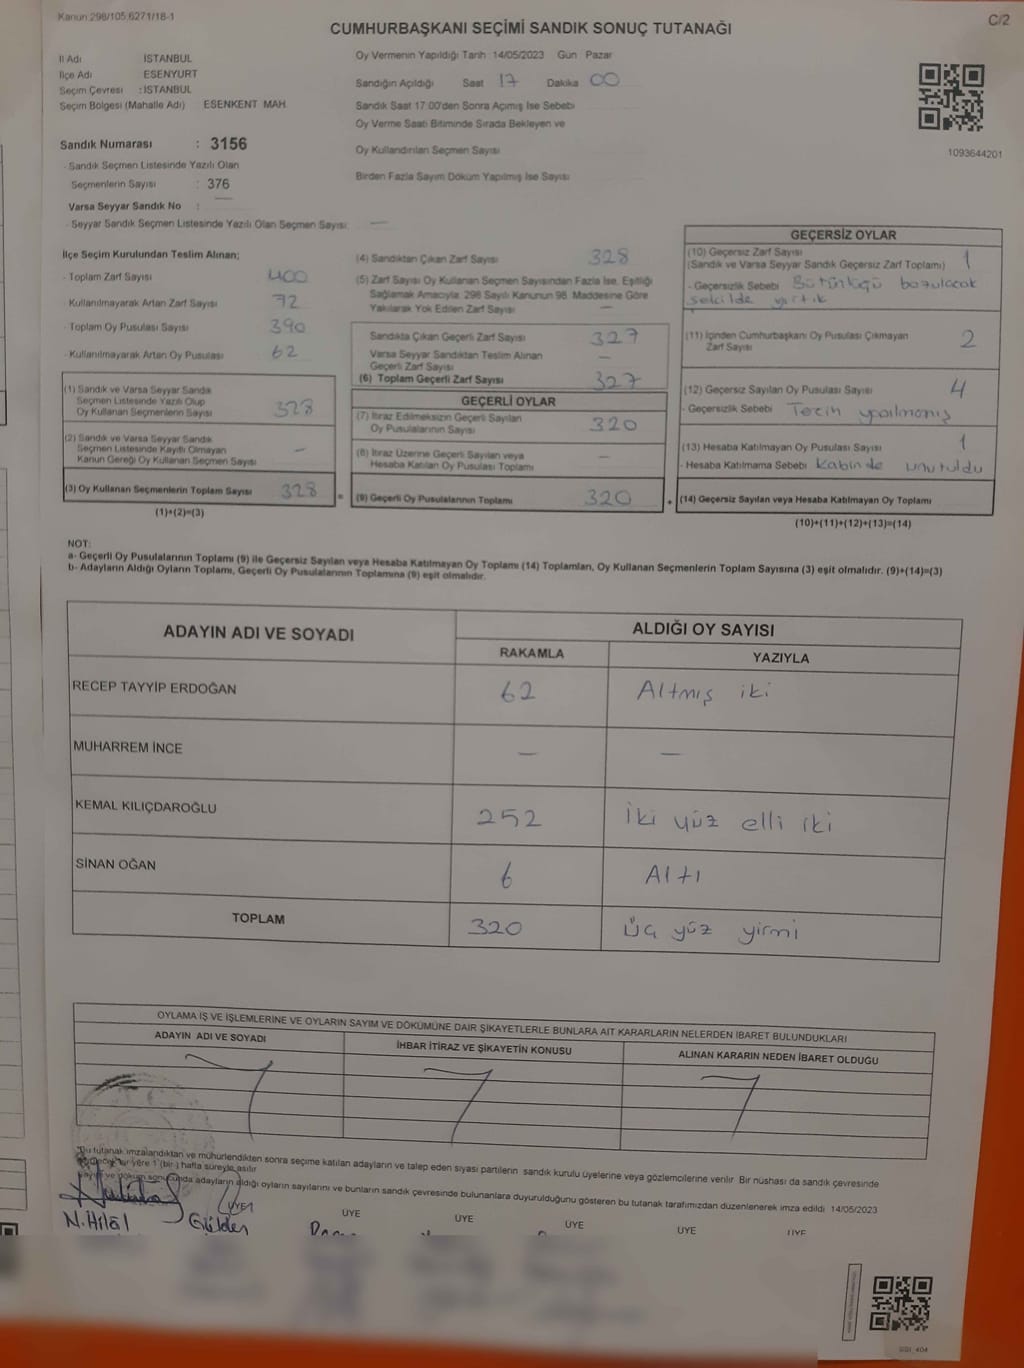 Kanun:298/105,6271/18-1
C/2
CUMHURBAŞKANI SEÇİMİ SANDIK SONUÇ TUTANAĞI
İl Adı İSTANBUL
İlçe Adı ESENYURT
Seçim Çevresi : İSTANBUL
Seçim Bölgesi (Mahalle Adı) ESENKENT MAH
Sandık Numarası : 3156
- Sandık Seçmen Listesinde Yazılı Olan
Seçmenlerin Sayısı : 376
Varsa Seyyar Sandık No :
- Seyyar Sandık Seçmen Listesinde Yazılı Olan Seçmen Sayısı: —
Oy Vermenin Yapıldığı Tarih :14/05/2023 Gün : Pazar
Sandığın Açıldığı Saat 17 Dakika 00
Sandık Saat 17:00'den Sonra Açımış İse Sebebi
Oy Verme Saati Bitiminde Sırada Bekleyen ve
Oy Kullandırılan Seçmen Sayısı
Birden Fazla Sayım Döküm Yapılmış İse Sayısı
1093644201
İlçe Seçim Kurulundan Teslim Alınan;
- Toplam Zarf Sayısı 400
- Kullanılmayarak Artan Zarf Sayısı 72
- Toplam Oy Pusulası Sayısı 390
- Kullanılmayarak Artan Oy Pusulası 62
(1) Sandık ve Varsa Seyyar Sandık
Seçmen Listesinde Yazılı Olup
Oy Kullanan Seçmenlerin Sayısı 328
(2) Sandık ve Varsa Seyyar Sandık
Seçmen Listesinde Kayıtlı Olmayan
Kanun Gereği Oy Kullanan Seçmen Sayısı –
(3) Oy Kullanan Seçmenlerin Toplam Sayısı 328 =
(1)+(2)=(3)
(4) Sandıktan Çıkan Zarf Sayısı 328
(5) Zarf Sayısı Oy Kullanan Seçmen Sayısından Fazla İse, Eşitliği
Sağlamak Amacıyla, 298 Sayılı Kanunun 98. Maddesine Göre
Yakılarak Yok Edilen Zarf Sayısı —
Sandıkta Çıkan Geçerli Zarf Sayısı 327
Varsa Seyyar Sandıktan Teslim Alınan
Geçerli Zarf Sayısı —
(6) Toplam Geçerli Zarf Sayısı 327
GEÇERLİ OYLAR
(7) İtiraz Edilmeksizin Geçerli Sayılan
Oy Pusulalarının Sayısı 320
(8) İtiraz Üzerine Geçerli Sayılan veya
Hesaba Katılan Oy Pusulası Toplamı —
(9) Geçerli Oy Pusulalarının Toplamı 320 +
GEÇERSİZ OYLAR
(10) Geçersiz Zarf Sayısı 1
(Sandık ve Varsa Seyyar Sandık Geçersiz Zarf Toplamı)
- Geçersizlik Sebebi Bütünlüğü bozulacak
şekilde yırtık
(11) İçinden Cumhurbaşkanı Oy Pusulası Çıkmayan
Zarf Sayısı 2
(12) Geçersiz Sayılan Oy Pusulası Sayısı 4
- Geçersizlik Sebebi Tercih yapılmamış
(13) Hesaba Katılmayan Oy Pusulası Sayısı 1
- Hesaba Katılmama Sebebi Kabinde unutuldu
(14) Geçersiz Sayılan veya Hesaba Katılmayan Oy Toplamı
(10)+(11)+(12)+(13)=(14)
NOT:
a- Geçerli Oy Pusulalarının Toplamı (9) ile Geçersiz Sayılan veya Hesaba Katılmayan Oy Toplamı (14) Toplamları, Oy Kullanan Seçmenlerin Toplam Sayısına (3) eşit olmalıdır. (9)+(14)=(3)
b- Adayların Aldığı Oyların Toplamı, Geçerli Oy Pusulalarının Toplamına (9) eşit olmalıdır.
ADAYIN ADI VE SOYADI ALDIĞI OY SAYISI
RAKAMLA YAZIYLA
RECEP TAYYİP ERDOĞAN 62 Altmış iki
MUHARREM İNCE — —
KEMAL KILIÇDAROĞLU 252 İki yüz elli iki
SİNAN OĞAN 6 Altı
TOPLAM 320 Üç yüz yirmi
OYLAMA İŞ VE İŞLEMLERİNE VE OYLARIN SAYIM VE DÖKÜMÜNE DAİR ŞİKAYETLERLE BUNLARA AİT KARARLARIN NELERDEN İBARET BULUNDUKLARI
ADAYIN ADI VE SOYADI İHBAR İTİRAZ VE ŞİKAYETİN KONUSU ALINAN KARARIN NEDEN İBARET OLDUĞU
*Bu tutanak imzalandıktan ve mühürlendikten sonra seçime katılan adayların ve talep eden siyasi partilerin sandık kurulu üyelerine veya gözlemcilerine verilir. Bir nüshası da sandık çevresinde
bir yere 1 (bir) hafta süreyle asılır
Sayım ve döküm sonucunda adayların aldığı oyların sayılarını ve bunların sandık çevresinde bulunanlara duyurulduğunu gösteren bu tutanak tarafımızdan düzenlenerek imza edildi. 14/05/2023
ÜYE ÜYE ÜYE ÜYE ÜYE ÜYE
N.Hilâl Gülden